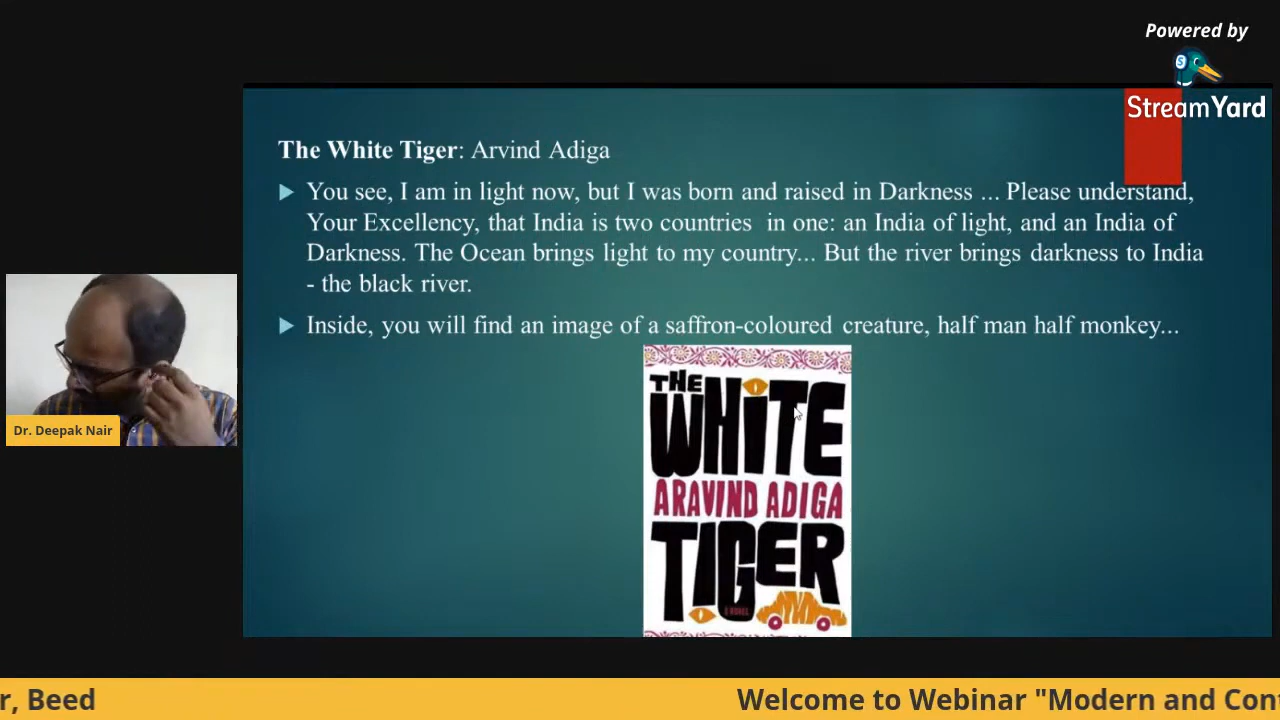 Powered by
StreamYard
The White Tiger: Arvind Adiga
You see, I am in light now, but I was born and raised in Darkness ... Please understand,
Your Excellency, that India is two countries in one: an India of light, and an India of
Darkness. The Ocean brings light to my country... But the river brings darkness to India
- the black river.
Inside, you will find an image of a saffron-coloured creature, half man half monkey...
THE
WHiTE
ARAVIND ADIGA
TIGER
A NOVEL
Dr. Deepak Nair
r, Beed
Welcome to Webinar "Modern and Con